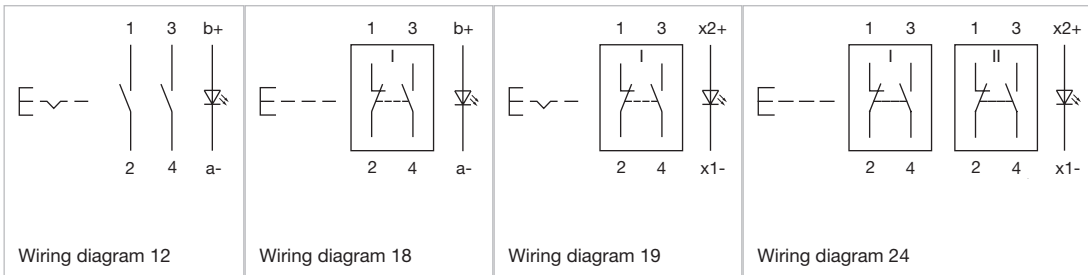 1 3 b+
2 4 a-
Wiring diagram 12
1 3 b+
I
2 4 a-
Wiring diagram 18
1 3 x2+
I
2 4 x1-
Wiring diagram 19
1 3 1 3 x2+
I II
2 4 2 4 x1-
Wiring diagram 24